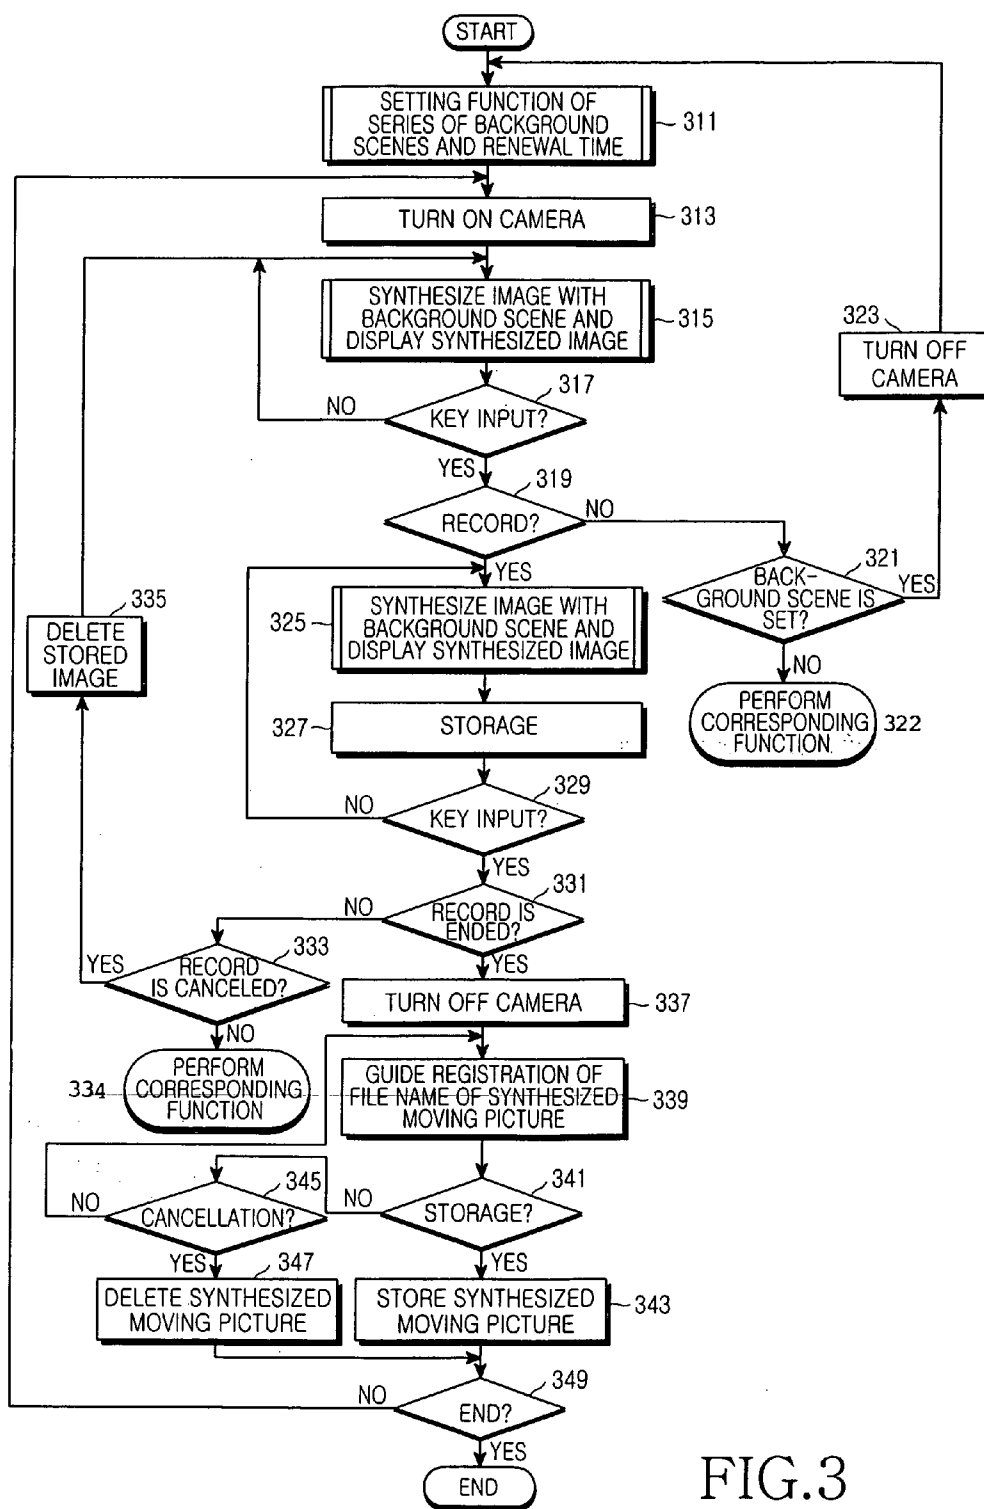 START
SETTING FUNCTION OF
SERIES OF BACKGROUND
SCENES AND RENEWAL TIME
311
TURN ON CAMERA
313
SYNTHESIZE IMAGE WITH
BACKGROUND SCENE AND
DISPLAY SYNTHESIZED IMAGE
315
323
TURN OFF
CAMERA
317
NO
KEY INPUT?
YES
319
NO
RECORD?
YES
321
BACK-
GROUND SCENE IS
SET?
YES
NO
PERFORM
CORRESPONDING
FUNCTION
322
335
DELETE
STORED
IMAGE
325
SYNTHESIZE IMAGE WITH
BACKGROUND SCENE AND
DISPLAY SYNTHESIZED IMAGE
327
STORAGE
329
NO
KEY INPUT?
YES
331
NO
RECORD IS
ENDED?
YES
333
YES
RECORD
IS CANCELED?
NO
334
PERFORM
CORRESPONDING
FUNCTION
TURN OFF CAMERA
337
GUIDE REGISTRATION OF
FILE NAME OF SYNTHESIZED
MOVING PICTURE
339
341
NO
STORAGE?
YES
345
NO
CANCELLATION?
YES
347
DELETE SYNTHESIZED
MOVING PICTURE
STORE SYNTHESIZED
MOVING PICTURE
343
349
NO
END?
YES
END
FIG.3